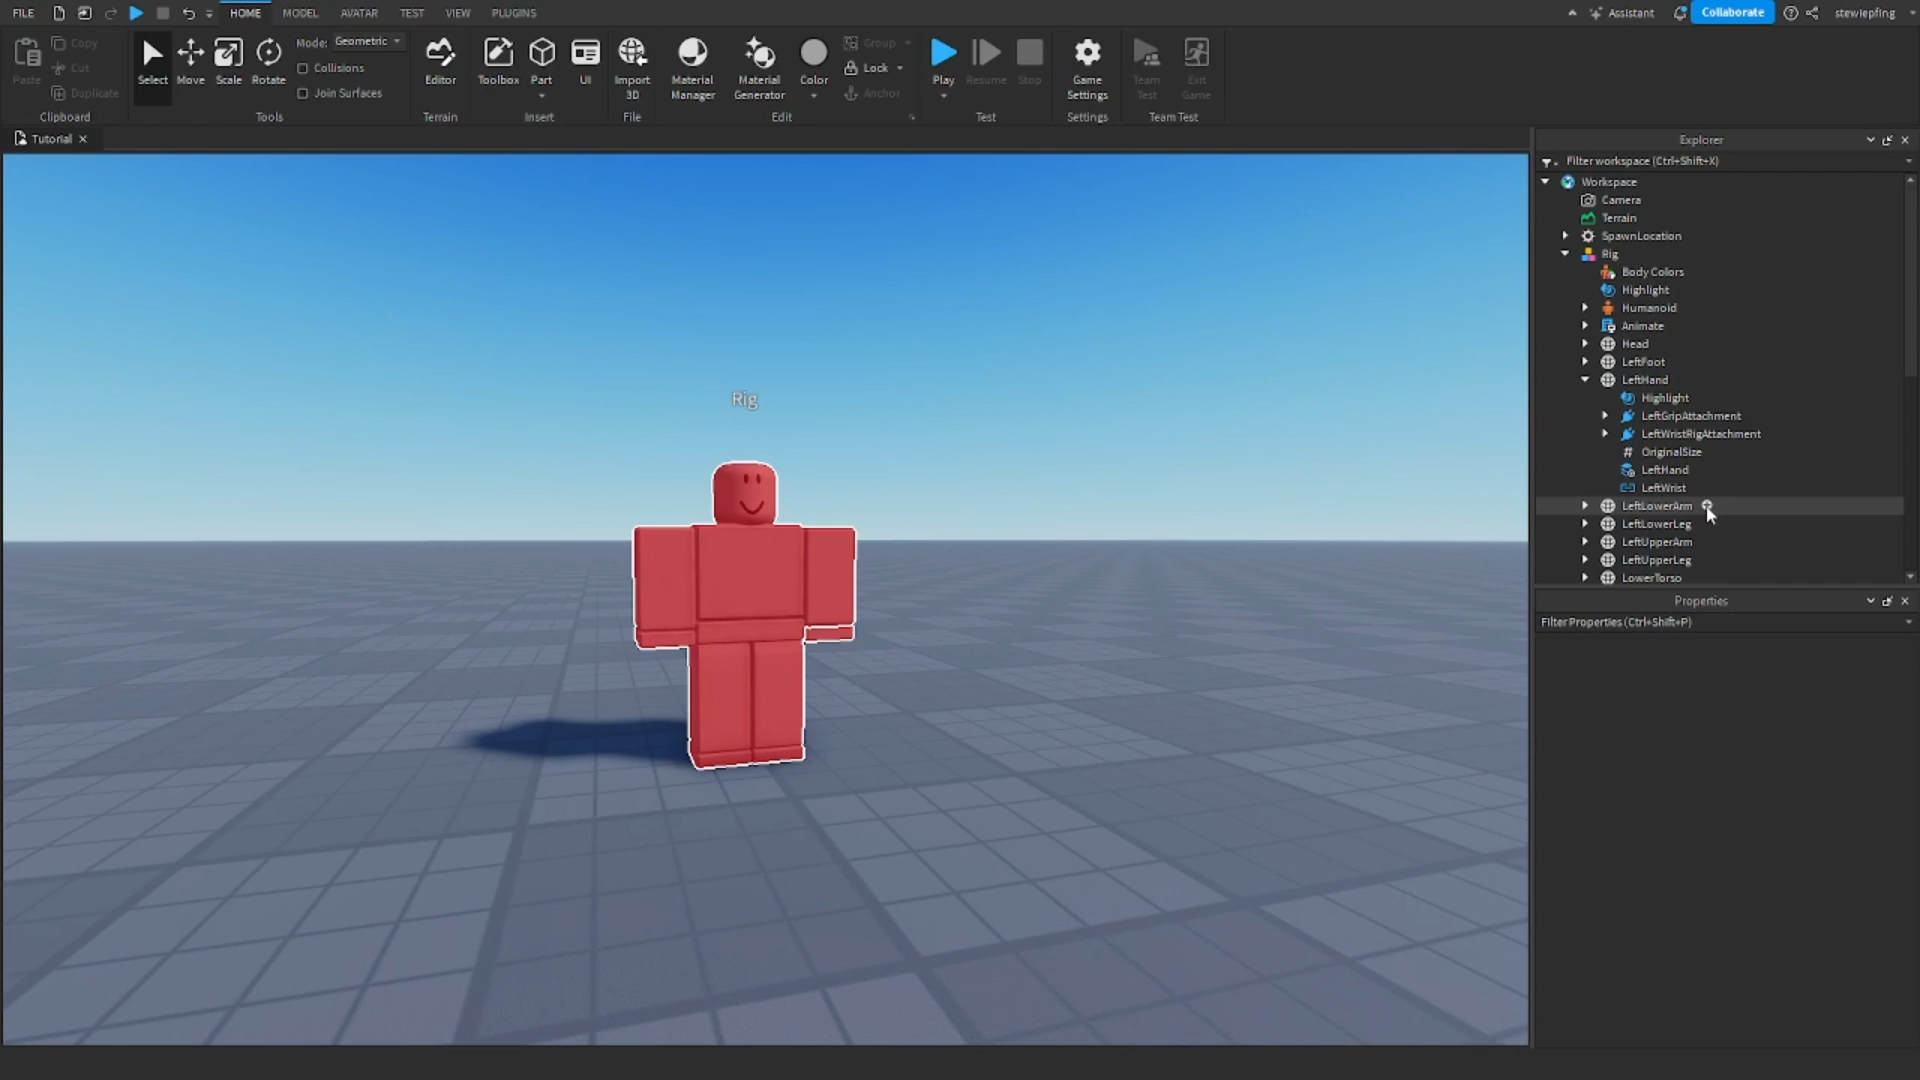 FILE HOME MODEL AVATAR TEST VIEW PLUGINS Assistant Collaborate stewiepfing
Paste Copy Cut Duplicate Clipboard
Select Move Scale Rotate Mode: Geometric Collisions Join Surfaces Tools
Editor Terrain
Toolbox Part UI Insert
Import 3D File
Material Manager Material Generator Color Group Lock Anchor Edit
Play Resume Stop Test
Game Settings Settings
Team Test Exit Game Team Test
Tutorial
Rig
Explorer
Filter workspace (Ctrl+Shift+X)
Workspace
Camera
Terrain
SpawnLocation
Rig
Body Colors
Highlight
Humanoid
Animate
Head
LeftFoot
LeftHand
Highlight
LeftGripAttachment
LeftWristRigAttachment
OriginalSize
LeftHand
LeftWrist
LeftLowerArm
LeftLowerLeg
LeftUpperArm
LeftUpperLeg
LowerTorso
Properties
Filter Properties (Ctrl+Shift+P)